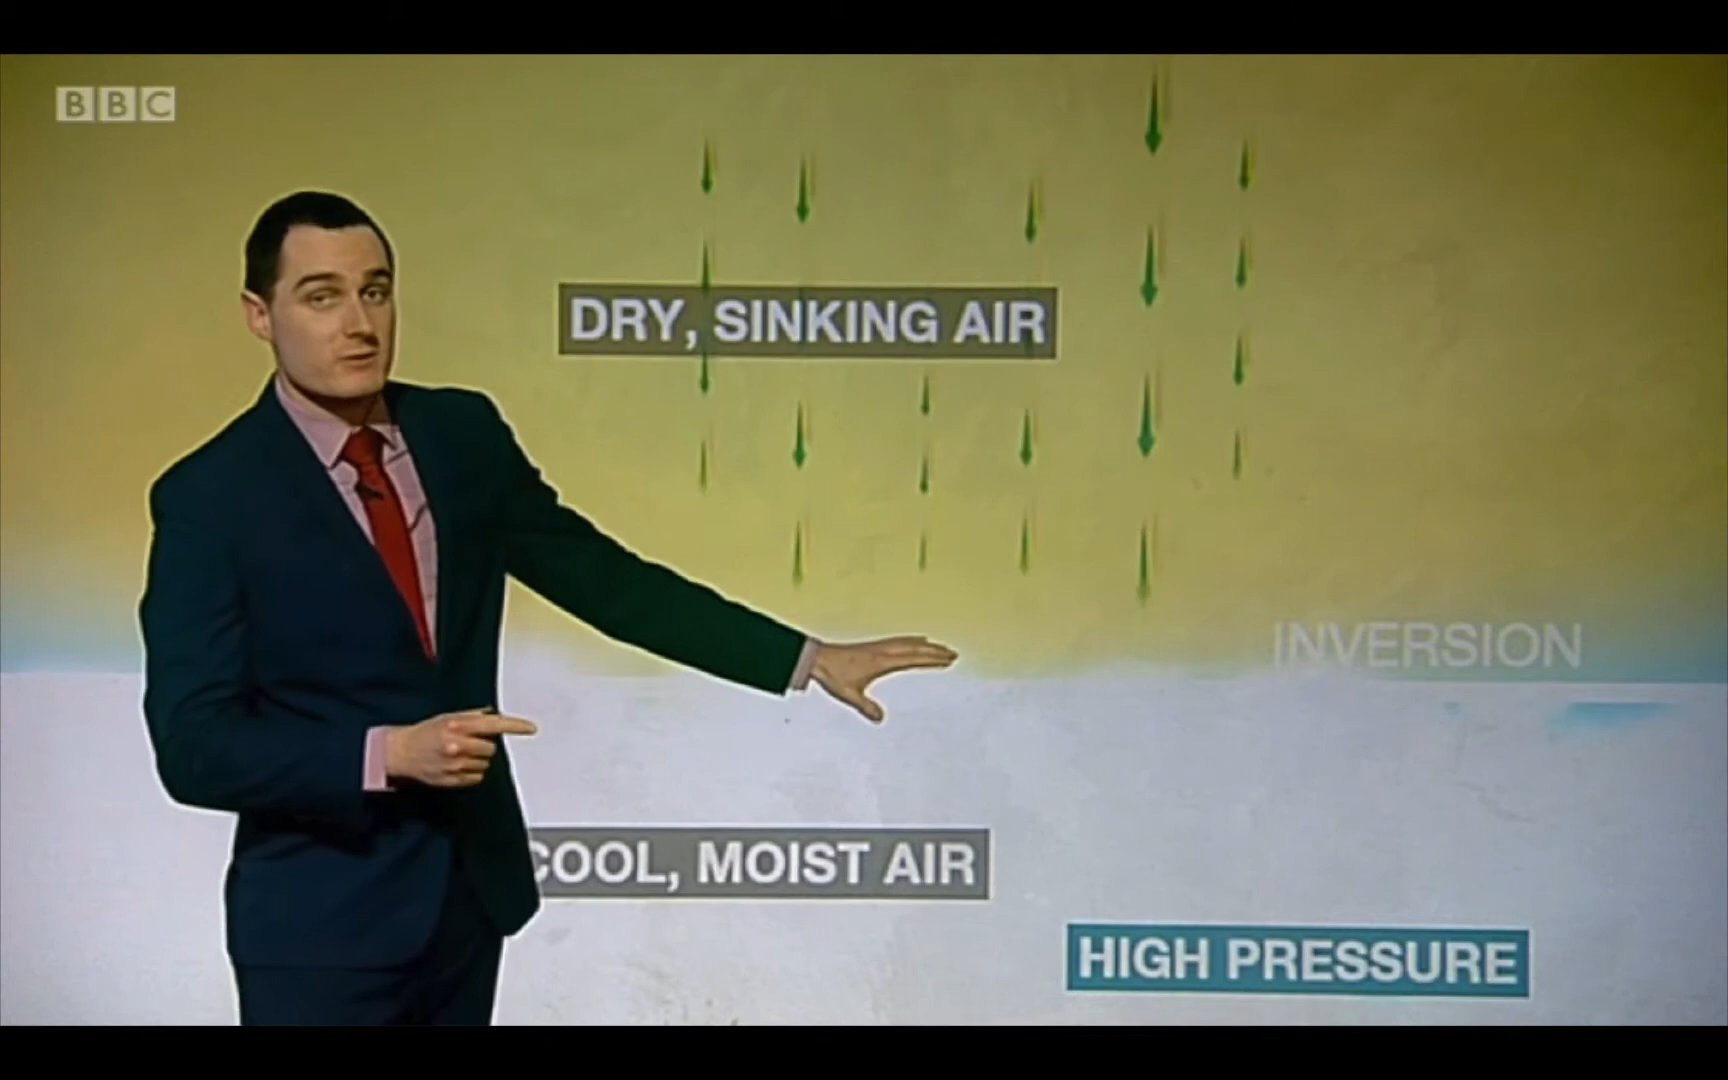 BBC
DRY, SINKING AIR
INVERSION
COOL, MOIST AIR
HIGH PRESSURE